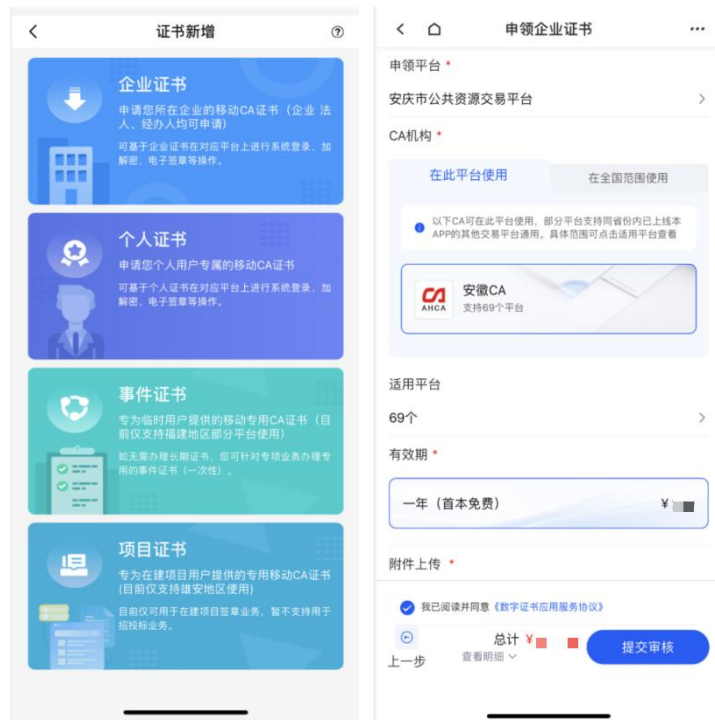 证书新增
企业证书
申请您所在企业的移动CA证书（企业 法
人、经办人均可申请）
可基于企业证书在对应平台上进行系统登录、加
解密、电子签章等操作。
个人证书
申请您个人用户专属的移动CA证书
可基于个人证书在对应平台上进行系统登录、加
解密、电子签章等操作。
事件证书
专为临时用户提供的移动专用CA证书（目
前仅支持福建地区部分平台使用）
如无需办理长期证书，您可针对专项业务办理专
用的事件证书（一次性）.
项目证书
专为在建项目用户提供的专用移动CA证书
(目前仅支持雄安地区使用)
目前仅可用于在建项目签章业务，暂不支持用于
招投标业务。
申领企业证书
申领平台 *
安庆市公共资源交易平台
CA机构 *
在此平台使用
在全国范围使用
以下CA可在此平台使用，部分平台支持同省份内已上线本
APP的其他交易平台通用。具体范围可点击适用平台查看
AHCA
安徽CA
支持69个平台
适用平台
69个
有效期 *
一年（首本免费）
¥
附件上传 *
我已阅读并同意《数字证书应用服务协议》
上一步
总计 ¥
查看明细
提交审核